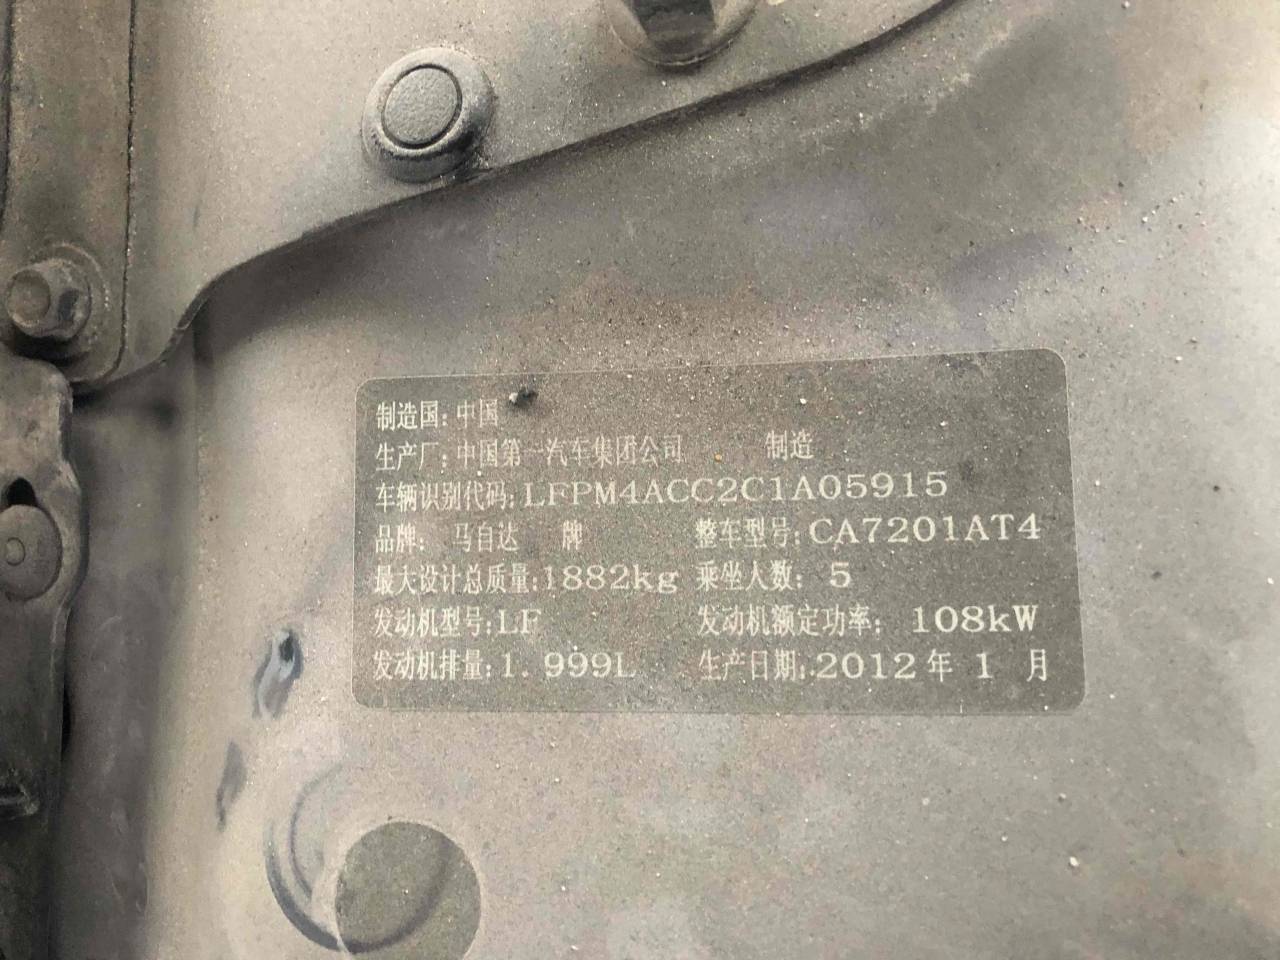 制造国：中国
生产厂：中国第一汽车集团公司 制造
车辆识别代码：LFPM4ACC2C1A05915
品牌： 马自达 牌 整车型号：CA7201AT4
最大设计总质量：1882kg 乘坐人数： 5
发动机型号：LF 发动机额定功率： 108kW
发动机排量：1. 999L 生产日期：2012 年 1 月